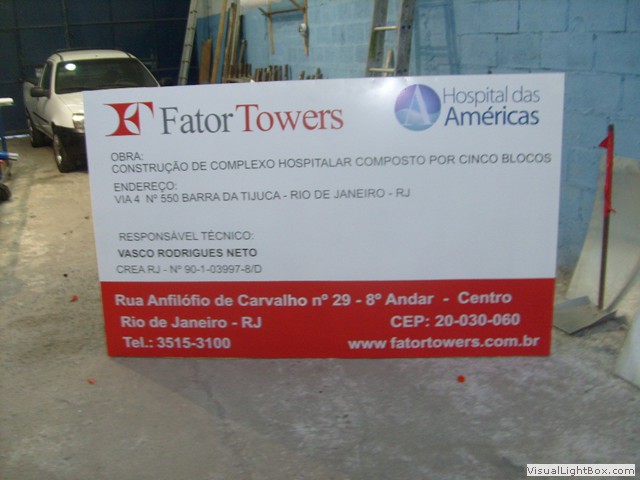 F Fator Towers
A Hospital das
Américas
OBRA:
CONSTRUÇÃO DE COMPLEXO HOSPITALAR COMPOSTO POR CINCO BLOCOS
ENDEREÇO:
VIA 4 Nº 550 BARRA DA TIJUCA - RIO DE JANEIRO - RJ
RESPONSÁVEL TÉCNICO:
VASCO RODRIGUES NETO
CREA RJ - Nº 90-1-03997-8/D
Rua Anfilófio de Carvalho nº 29 - 8º Andar - Centro
Rio de Janeiro - RJ CEP: 20-030-060
Tel.: 3515-3100 www.fatortowers.com.br
VisualLightBox.com